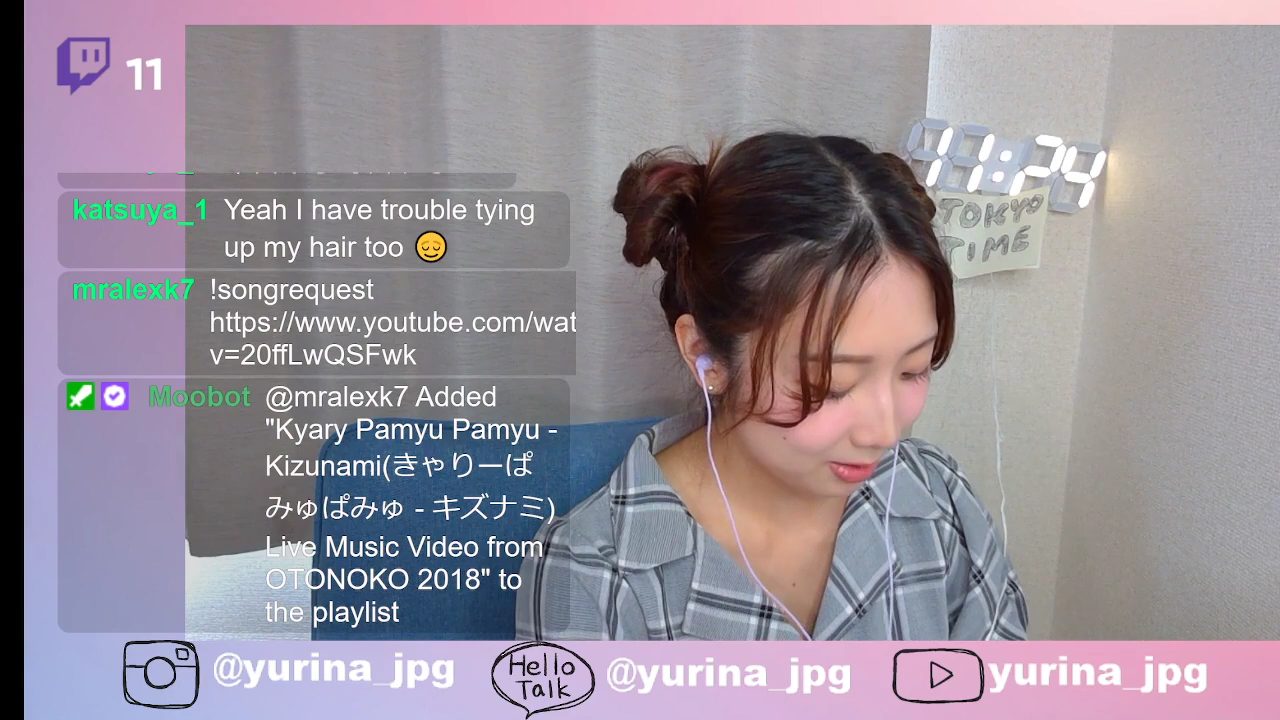 11
katsuya_1 Yeah I have trouble tying
up my hair too 😌
mralexk7 !songrequest
https://www.youtube.com/wat
v=20ffLwQSFwk
Moobot @mralexk7 Added
"Kyary Pamyu Pamyu -
Kizunami(きゃりーぱ
みゅぱみゅ - キズナミ)
Live Music Video from
OTONOKO 2018" to
the playlist
11:24
TOKYO
TIME
@yurina_jpg
Hello
Talk
@yurina_jpg
yurina_jpg